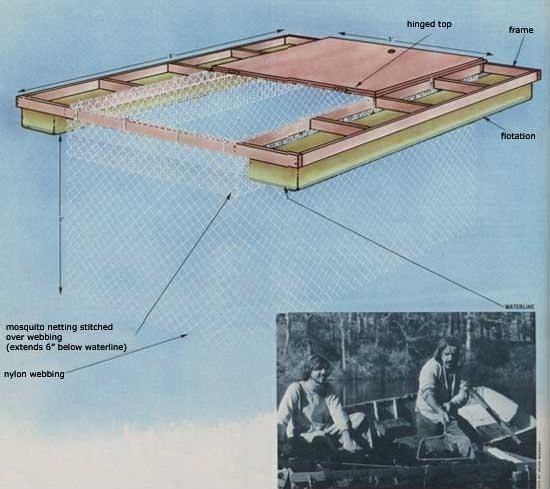 hinged top
frame
flotation
WATERLINE
mosquito netting stitched
over webbing
(extends 6" below waterline)
nylon webbing